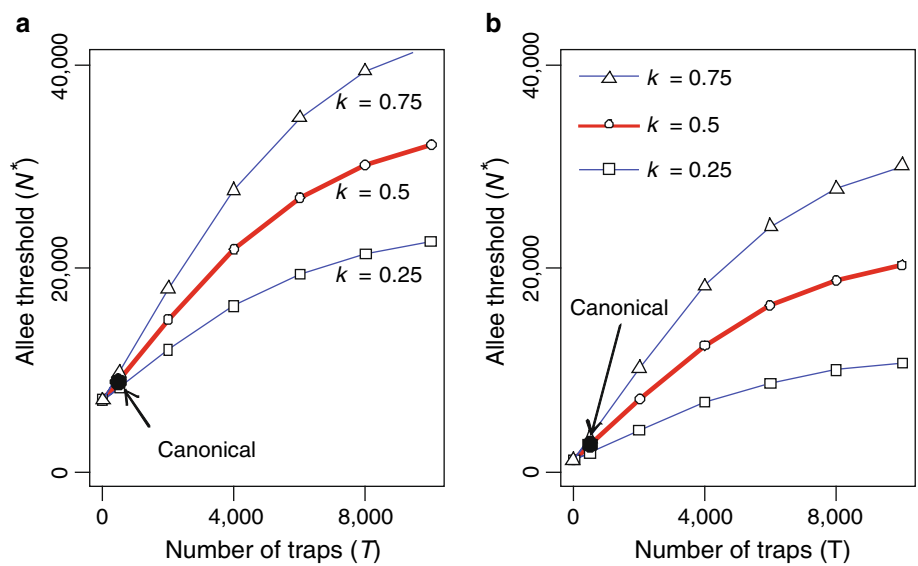 a
Allee threshold (N*)
40,000
20,000
0
k = 0.75
k = 0.5
k = 0.25
Canonical
0 4,000 8,000
Number of traps (T)
b
Allee threshold (N*)
40,000
20,000
0
k = 0.75
k = 0.5
k = 0.25
Canonical
0 4,000 8,000
Number of traps (T)